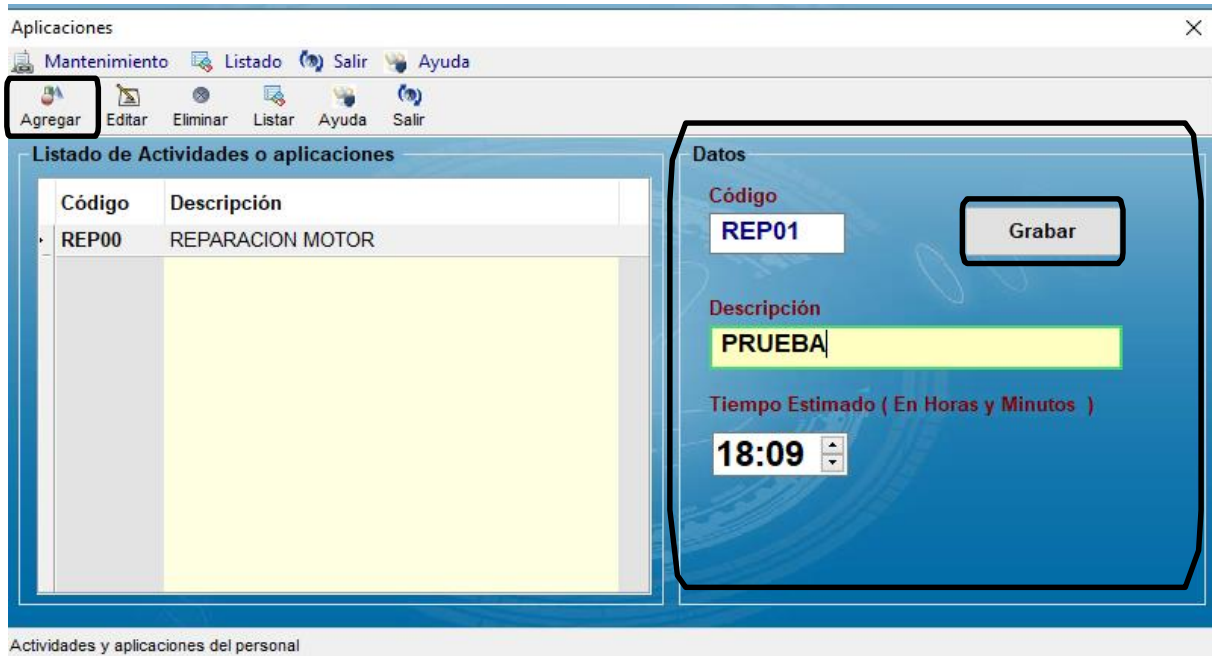 Aplicaciones
Mantenimiento Listado Salir Ayuda
Agregar Editar Eliminar Listar Ayuda Salir
Listado de Actividades o aplicaciones
Código Descripción
REP00 REPARACION MOTOR
Datos
Código
REP01 Grabar
Descripción
PRUEBA
Tiempo Estimado ( En Horas y Minutos )
18:09
Actividades y aplicaciones del personal